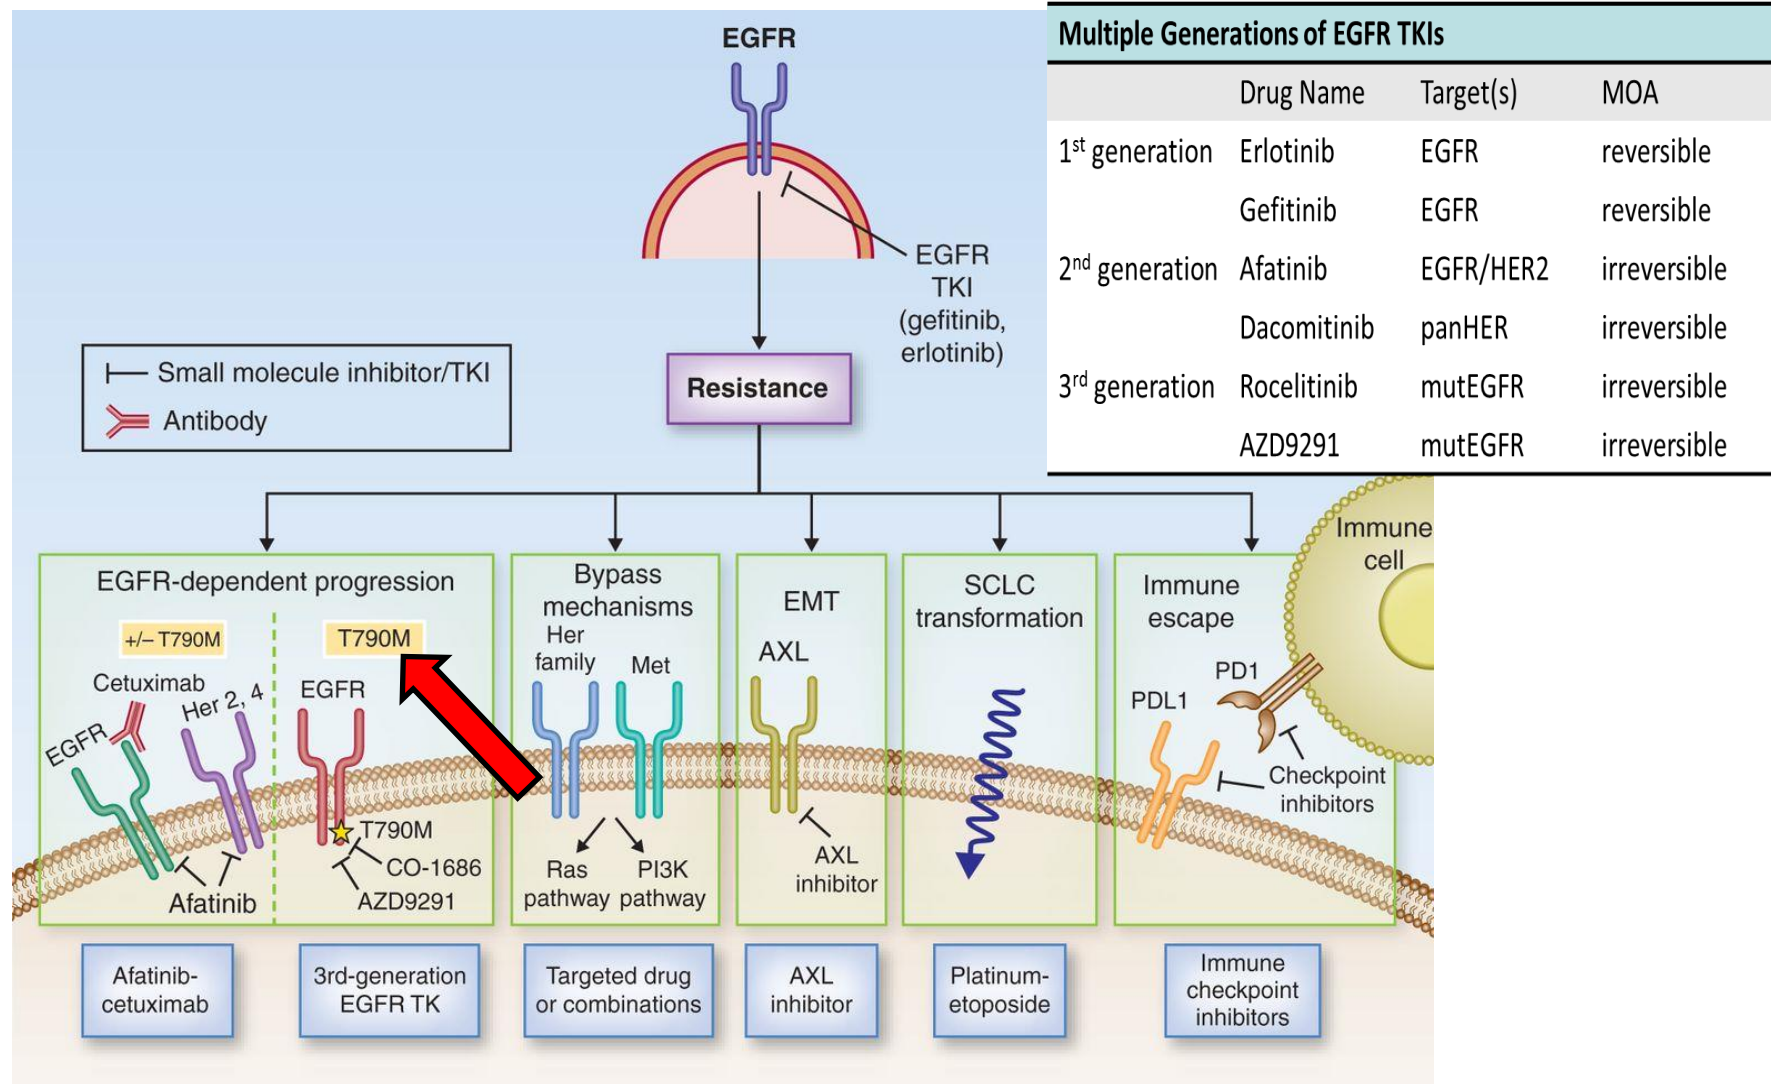 EGFR
EGFR
TKI
(gefitinib,
erlotinib)
Small molecule inhibitor/TKI
Antibody
Resistance
Multiple Generations of EGFR TKIs
Drug Name Target(s) MOA
1st generation Erlotinib EGFR reversible
Gefitinib EGFR reversible
2nd generation Afatinib EGFR/HER2 irreversible
Dacomitinib panHER irreversible
3rd generation Rocelitinib mutEGFR irreversible
AZD9291 mutEGFR irreversible
EGFR-dependent progression
+/– T790M
Cetuximab
EGFR
Her 2, 4
Afatinib
T790M
EGFR
T790M
CO-1686
AZD9291
Bypass
mechanisms
Her
family
Met
Ras
pathway
PI3K
pathway
EMT
AXL
AXL
inhibitor
SCLC
transformation
Immune
escape
PDL1
PD1
Checkpoint
inhibitors
Immune
cell
Afatinib-
cetuximab
3rd-generation
EGFR TK
Targeted drug
or combinations
AXL
inhibitor
Platinum-
etoposide
Immune
checkpoint
inhibitors